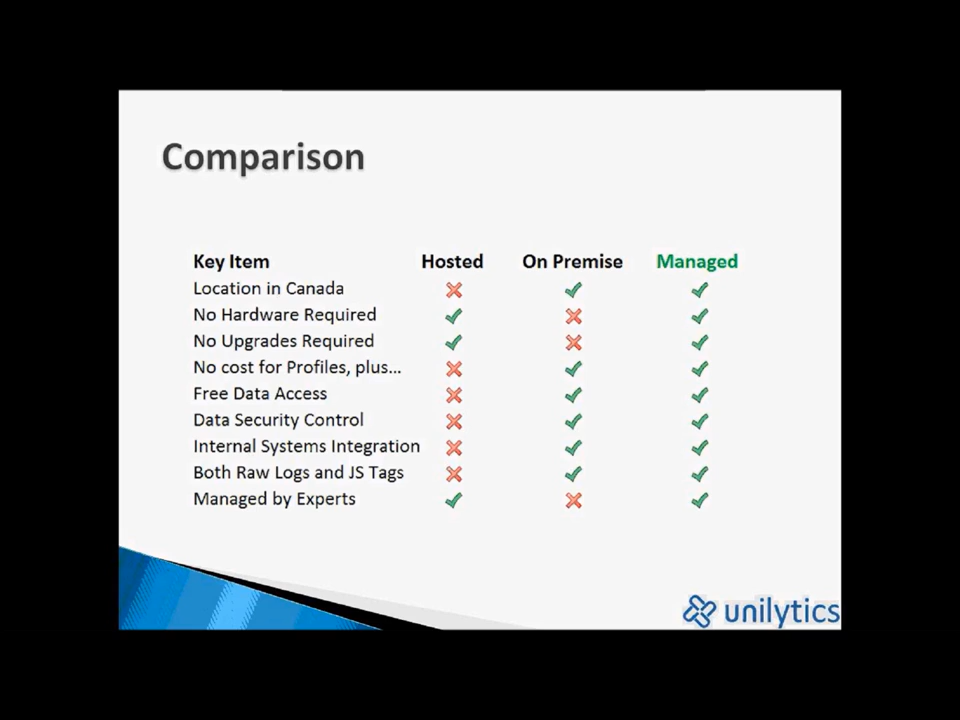 Comparison
Key Item Hosted On Premise Managed
Location in Canada
No Hardware Required
No Upgrades Required
No cost for Profiles, plus...
Free Data Access
Data Security Control
Internal Systems Integration
Both Raw Logs and JS Tags
Managed by Experts
unilytics